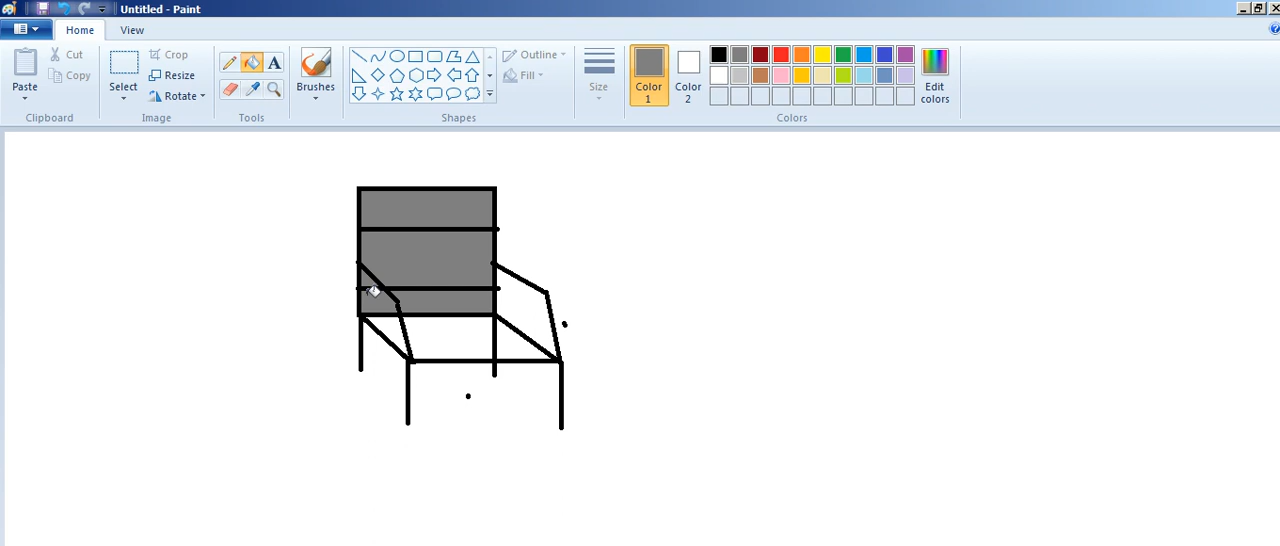 Untitled - Paint
Home View
Paste
Cut
Copy
Clipboard
Select
Crop
Resize
Rotate
Image
A
Tools
Brushes
Outline
Fill
Shapes
Size
Color 1
Color 2
Edit colors
Colors